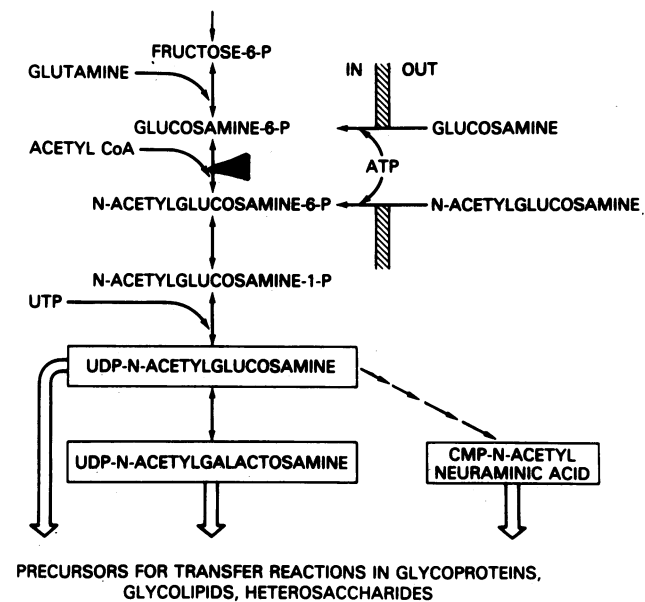 FRUCTOSE-6-P
GLUTAMINE
IN OUT
GLUCOSAMINE-6-P
GLUCOSAMINE
ACETYL CoA
ATP
N-ACETYLGLUCOSAMINE-6-P
N-ACETYLGLUCOSAMINE
N-ACETYLGLUCOSAMINE-1-P
UTP
UDP-N-ACETYLGLUCOSAMINE
UDP-N-ACETYLGALACTOSAMINE
CMP-N-ACETYL
NEURAMINIC ACID
PRECURSORS FOR TRANSFER REACTIONS IN GLYCOPROTEINS,
GLYCOLIPIDS, HETEROSACCHARIDES